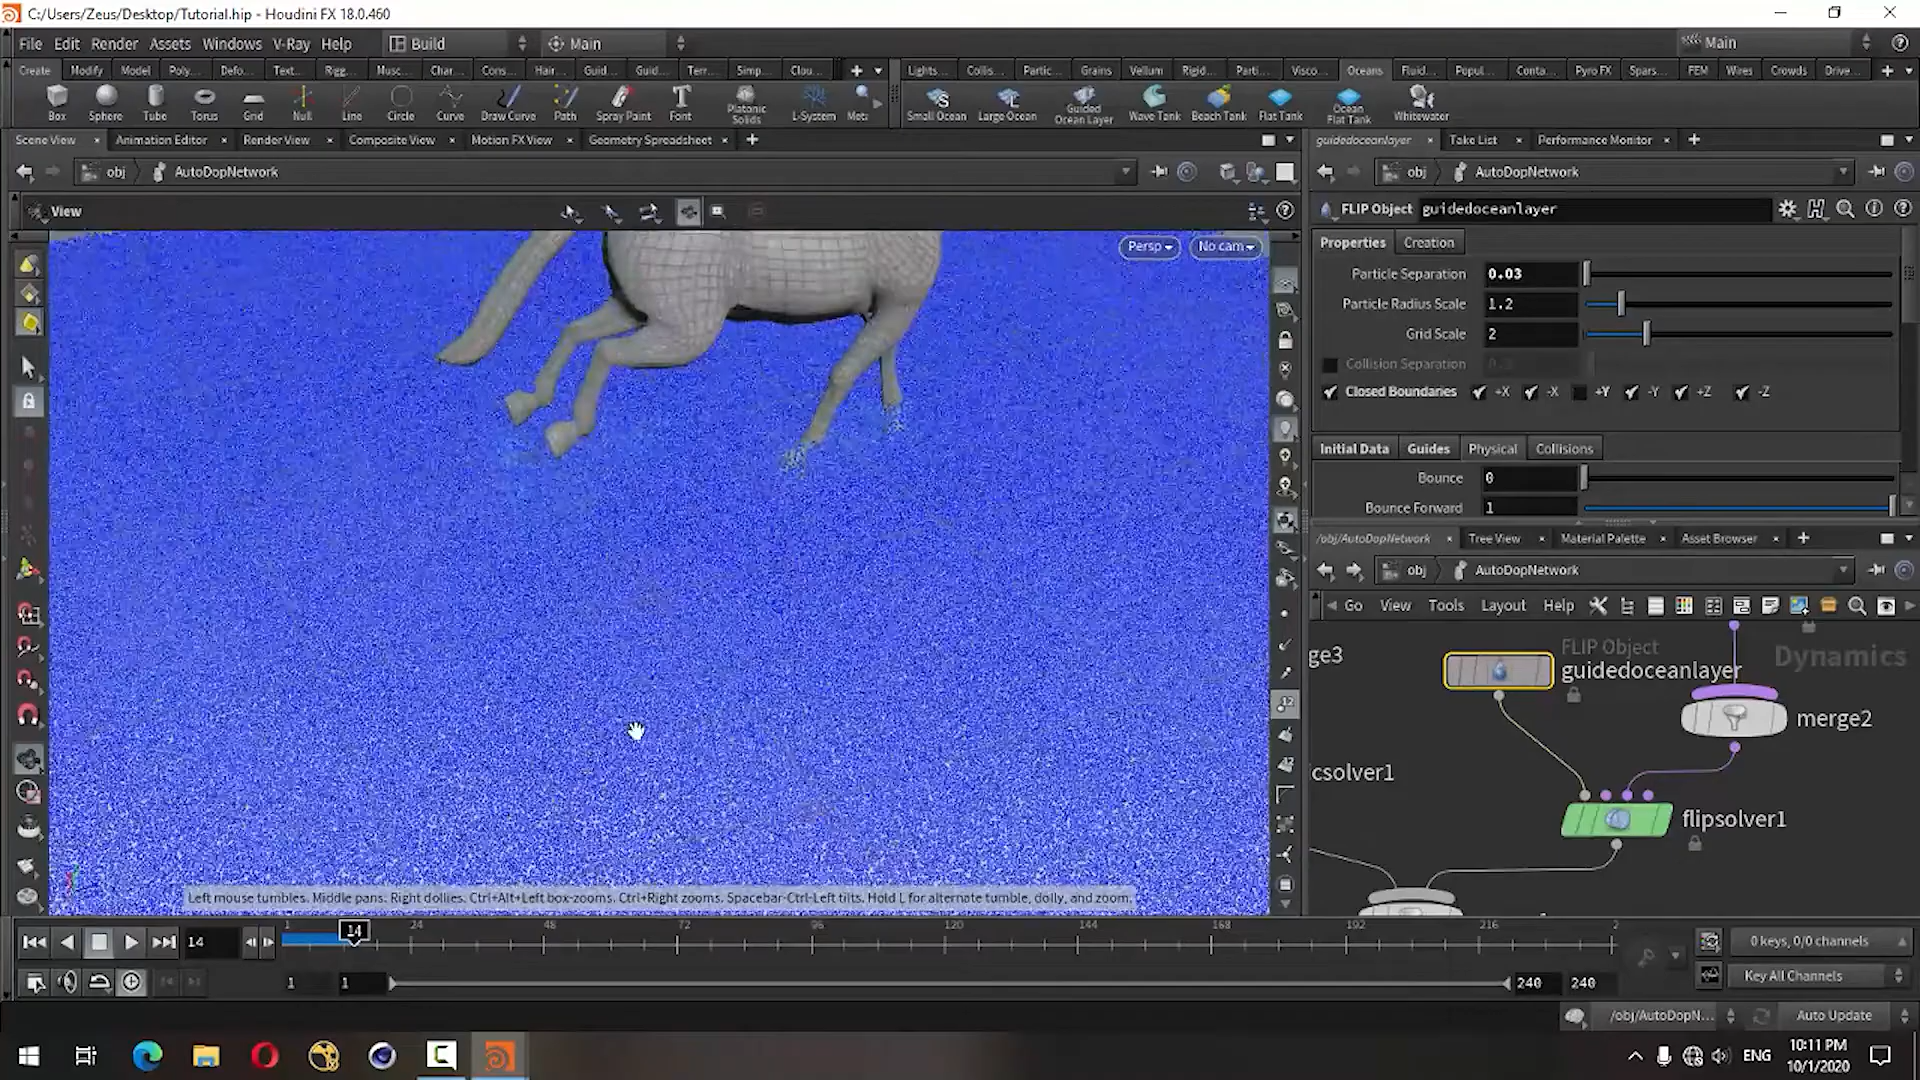 C:/Users/Zeus/Desktop/Tutorial.hip - Houdini FX 18.0.460
File Edit Render Assets Windows V-Ray Help Build Main Main
Create Modify Model Poly... Defo... Text... Rigg... Musc... Char... Cons... Hair... Guid... Guid... Terr... Simp... Clou... Lights... Collis... Partic... Grains Vellum Rigid... Parti... Visco... Oceans Fluid... Popul... Conta... Pyro FX Spars... FEM Wires Crowds Drive...
Box Sphere Tube Torus Grid Null Line Circle Curve Draw Curve Path Spray Paint Font Platonic Solids L-System Meta Small Ocean Large Ocean Guided Ocean Layer Wave Tank Beach Tank Flat Tank Ocean Flat Tank Whitewater
Scene View Animation Editor Render View Composite View Motion FX View Geometry Spreadsheet guidedoceanlayer Take List Performance Monitor
obj AutoDopNetwork obj AutoDopNetwork
View
FLIP Object guidedoceanlayer
Persp No cam
Properties Creation
Particle Separation 0.03
Particle Radius Scale 1.2
Grid Scale 2
Collision Separation
Closed Boundaries +X -X +Y -Y +Z -Z
Initial Data Guides Physical Collisions
Bounce 0
Bounce Forward 1
/obj/AutoDopNetwork Tree View Material Palette Asset Browser
obj AutoDopNetwork
Go View Tools Layout Help
ge3
FLIP Object
guidedoceanlayer
Dynamics
merge2
csolver1
flipsolver1
Left mouse tumbles. Middle pans. Right dollies. Ctrl+Alt+Left box-zooms. Ctrl+Right zooms. Spacebar-Ctrl-Left tilts. Hold L for alternate tumble, dolly, and zoom.
14 1 14 24 48 72 96 120 144 168 192 216 2
0 keys, 0/0 channels
1 1 240 240
Key All Channels
/obj/AutoDopN... Auto Update
ENG
10:11 PM
10/1/2020